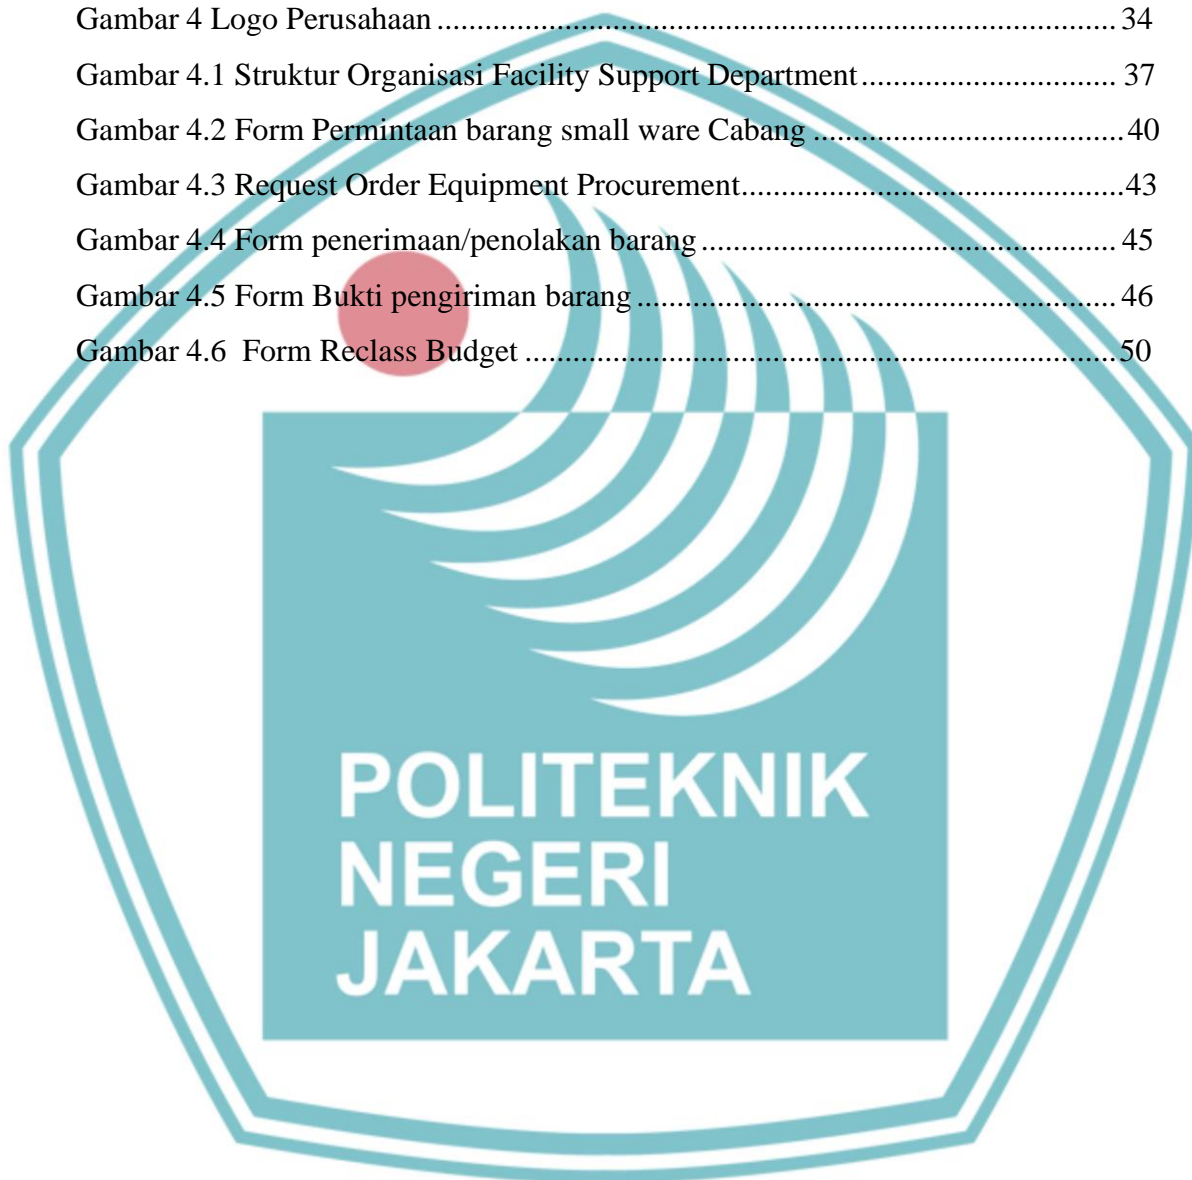 Gambar 4 Logo Perusahaan ..................................................................................... 34
Gambar 4.1 Struktur Organisasi Facility Support Department ................................ 37
Gambar 4.2 Form Permintaan barang small ware Cabang .......................................40
Gambar 4.3 Request Order Equipment Procurement................................................43
Gambar 4.4 Form penerimaan/penolakan barang .................................................... 45
Gambar 4.5 Form Bukti pengiriman barang ............................................................ 46
Gambar 4.6  Form Reclass Budget ..........................................................................50
POLITEKNIK
NEGERI
JAKARTA